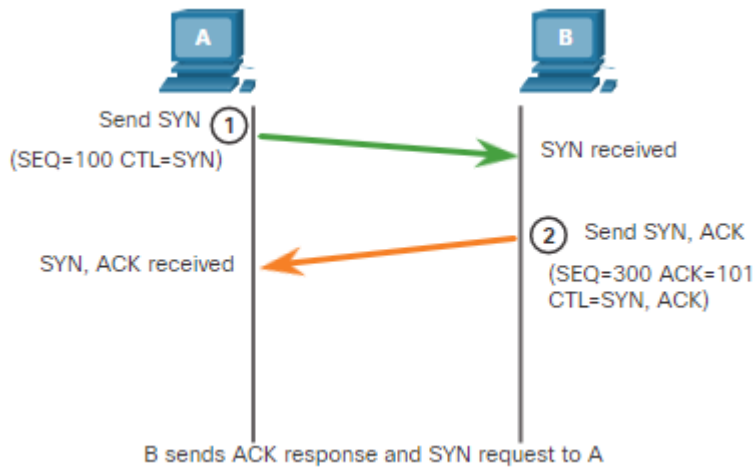 A
B
Send SYN 1
(SEQ=100 CTL=SYN)
SYN received
2 Send SYN, ACK
SYN, ACK received
(SEQ=300 ACK=101
CTL=SYN, ACK)
B sends ACK response and SYN request to A